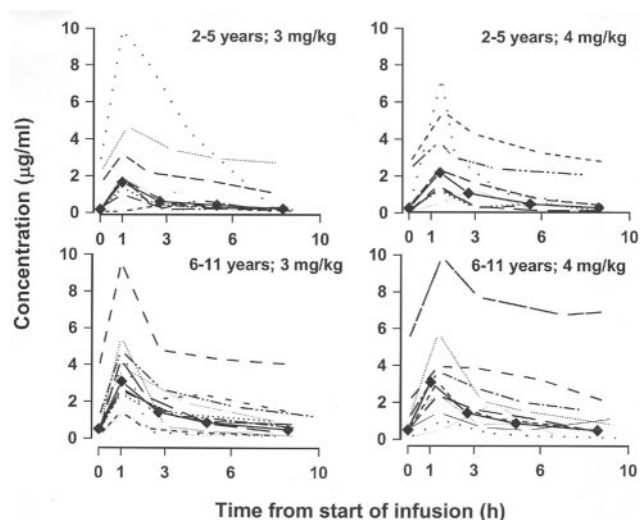 Concentration (µg/ml)
2-5 years; 3 mg/kg
10
8
6
4
2
0
0 1 3 6 10
2-5 years; 4 mg/kg
10
8
6
4
2
0
0 1 3 6 10
6-11 years; 3 mg/kg
10
8
6
4
2
0
0 1 3 6 10
6-11 years; 4 mg/kg
10
8
6
4
2
0
0 1 3 6 10
Time from start of infusion (h)